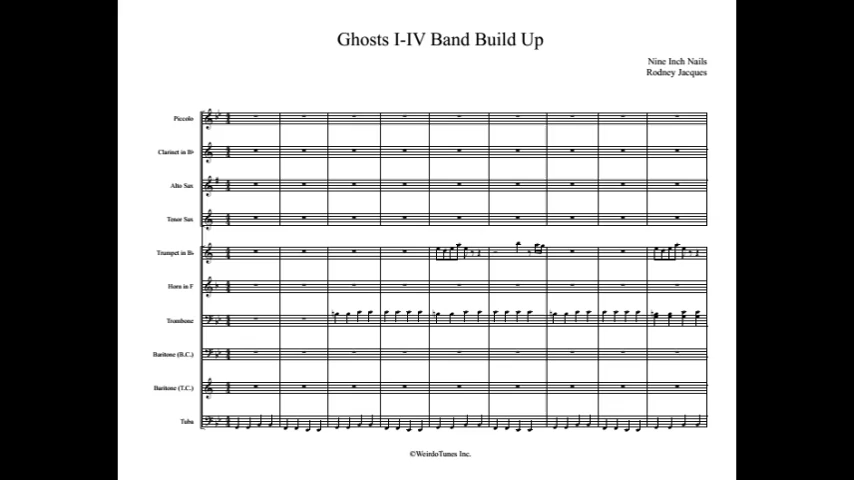 Ghosts I-IV Band Build Up
Nine Inch Nails
Rodney Jacques
Piccolo
Clarinet in B♭
Alto Sax
Tenor Sax
Trumpet in B♭
Horn in F
Trombone
Baritone (B.C.)
Baritone (T.C.)
Tuba
©WeirdoTunes Inc.